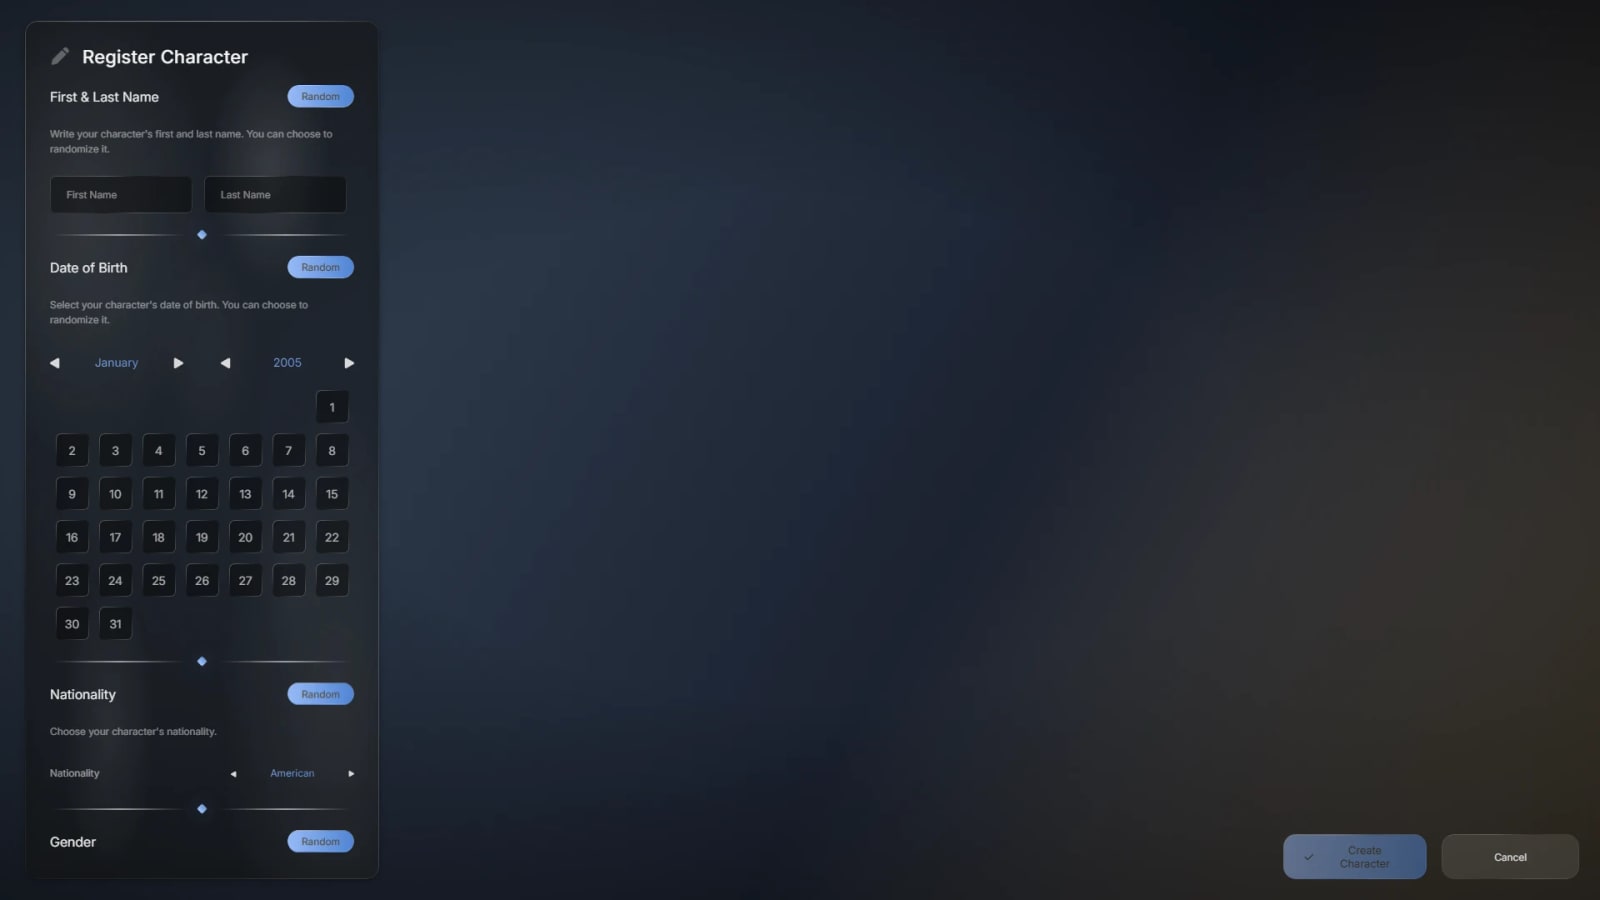 Register Character
First & Last Name
Random
Write your character's first and last name. You can choose to
randomize it.
First Name
Last Name
Date of Birth
Random
Select your character's date of birth. You can choose to
randomize it.
January
2005
1
2 3 4 5 6 7 8
9 10 11 12 13 14 15
16 17 18 19 20 21 22
23 24 25 26 27 28 29
30 31
Nationality
Random
Choose your character's nationality.
Nationality
American
Gender
Random
Create
Character
Cancel